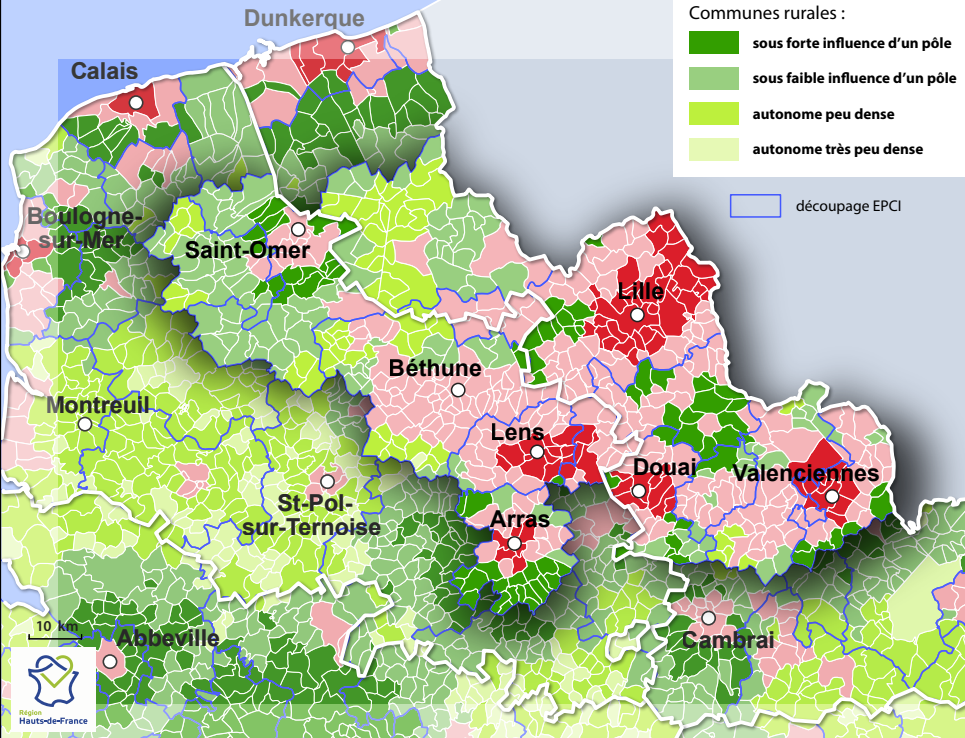 Dunkerque
Calais
Boulogne-
sur-Mer
Saint-Omer
Lille
Béthune
Montreuil
Lens
Douai
Valenciennes
St-Pol-
sur-Ternoise
Arras
Abbeville
Cambrai
10 km
Région
Hauts-de-France
Communes rurales :
sous forte influence d'un pôle
sous faible influence d'un pôle
autonome peu dense
autonome très peu dense
découpage EPCI